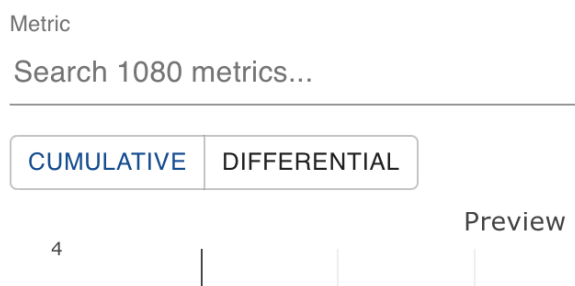 Metric
Search 1080 metrics...
CUMULATIVE DIFFERENTIAL
Preview
4